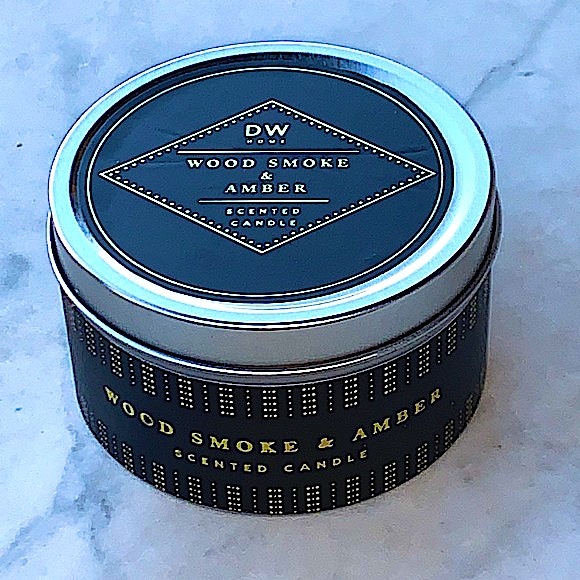 DW
HOME
WOOD SMOKE
&
AMBER
SCENTED
CANDLE
WOOD SMOKE & AMBER
SCENTED CANDLE